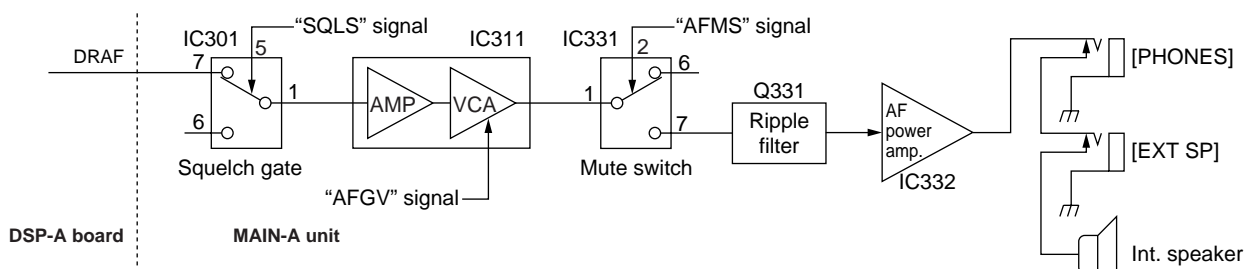 “SQLS” signal
“AFMS” signal
IC301
5
IC311
IC331
2
[PHONES]
DRAF
7
6
1
AMP
VCA
1
Q331
AF
power
amp.
6
7
Ripple
filter
[EXT SP]
Squelch gate
Mute switch
IC332
“AFGV” signal
DSP-A board
MAIN-A unit
Int. speaker